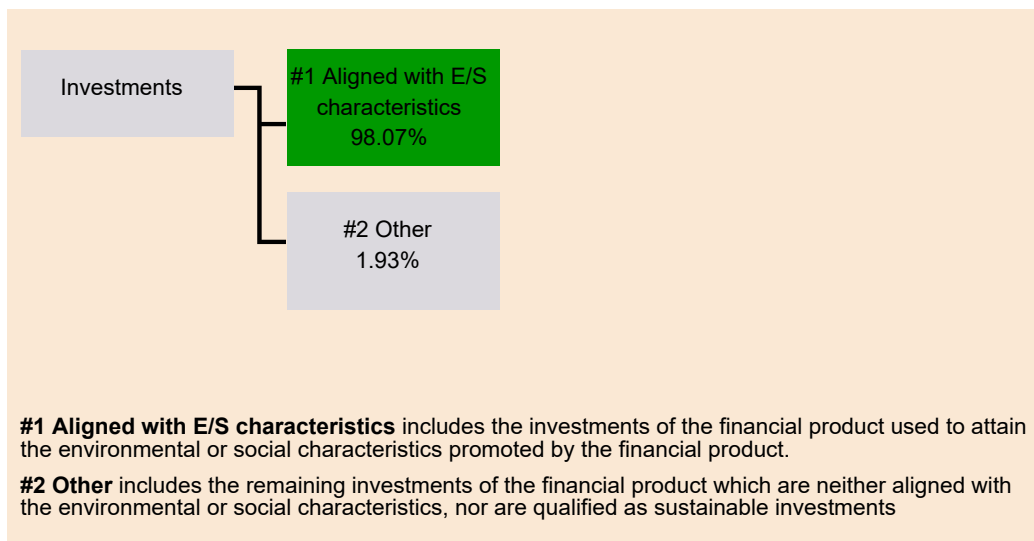 Investments
#1 Aligned with E/S
characteristics
98.07%
#2 Other
1.93%
#1 Aligned with E/S characteristics includes the investments of the financial product used to attain
the environmental or social characteristics promoted by the financial product.
#2 Other includes the remaining investments of the financial product which are neither aligned with
the environmental or social characteristics, nor are qualified as sustainable investments